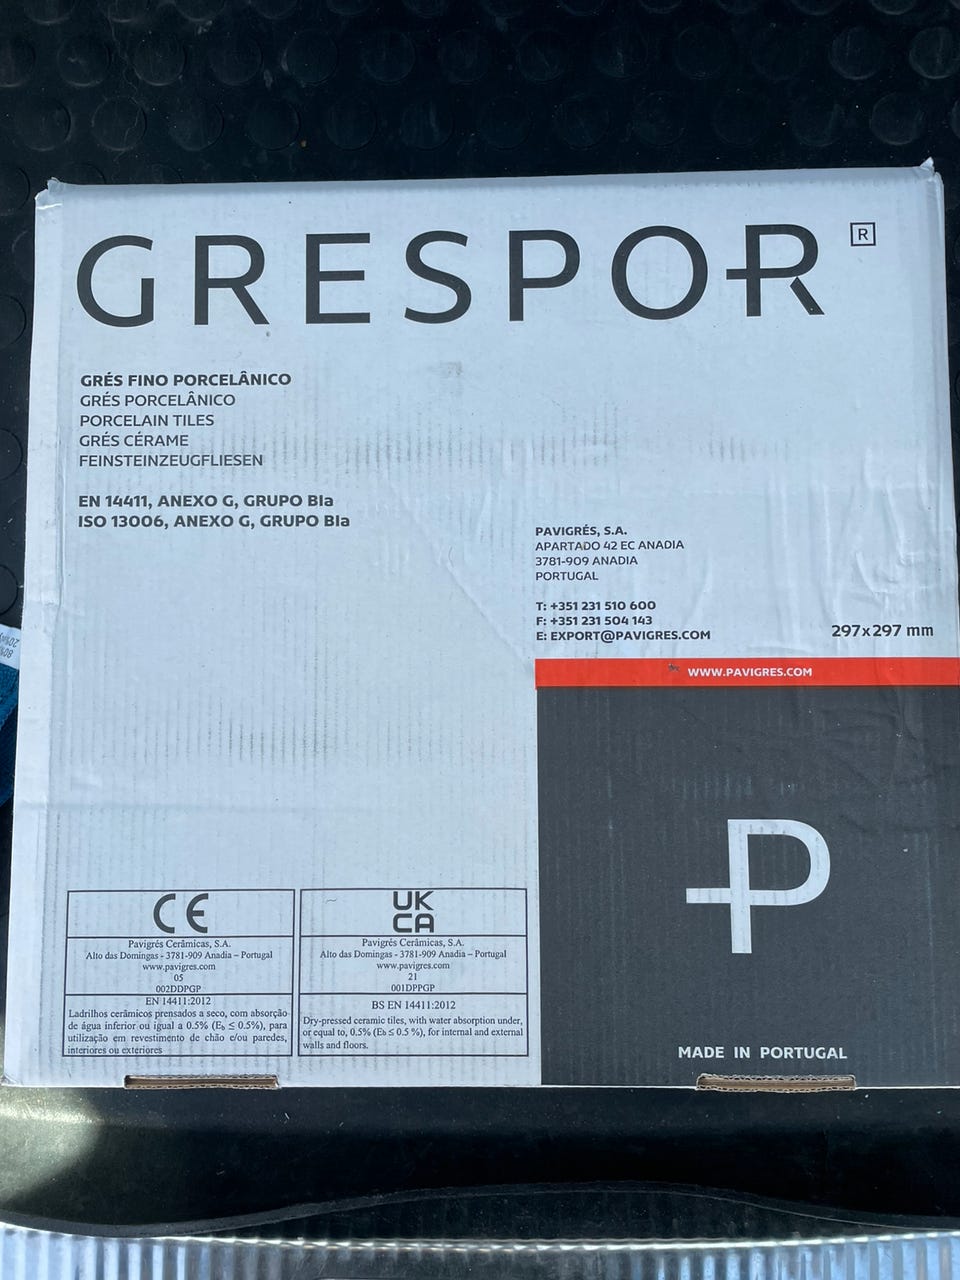 GRESPOR
R
GRÉS FINO PORCELÂNICO
GRÉS PORCELÂNICO
PORCELAIN TILES
GRÉS CÉRAME
FEINSTEINZEUGFLIESEN
EN 14411, ANEXO G, GRUPO BIa
ISO 13006, ANEXO G, GRUPO BIa
PAVIGRÉS, S.A.
APARTADO 42 EC ANADIA
3781-909 ANADIA
PORTUGAL
T: +351 231 510 600
F: +351 231 504 143
E: EXPORT@PAVIGRES.COM
297x297 mm
WWW.PAVIGRES.COM
P
MADE IN PORTUGAL
CE
Pavigrés Cerâmicas, S.A.
Alto das Domingas - 3781-909 Anadia – Portugal
www.pavigres.com
05
002DDPGP
EN 14411:2012
Ladrilhos cerâmicos prensados a seco, com absorção
de água inferior ou igual a 0.5% (Eb ≤ 0.5%), para
utilização em revestimento de chão e/ou paredes,
interiores ou exteriores
UK
CA
Pavigrés Cerâmicas, S.A.
Alto das Domingas - 3781-909 Anadia – Portugal
www.pavigres.com
21
001DPPGP
BS EN 14411:2012
Dry-pressed ceramic tiles, with water absorption under,
or equal to, 0.5% (Eb ≤ 0.5 %), for internal and external
walls and floors.